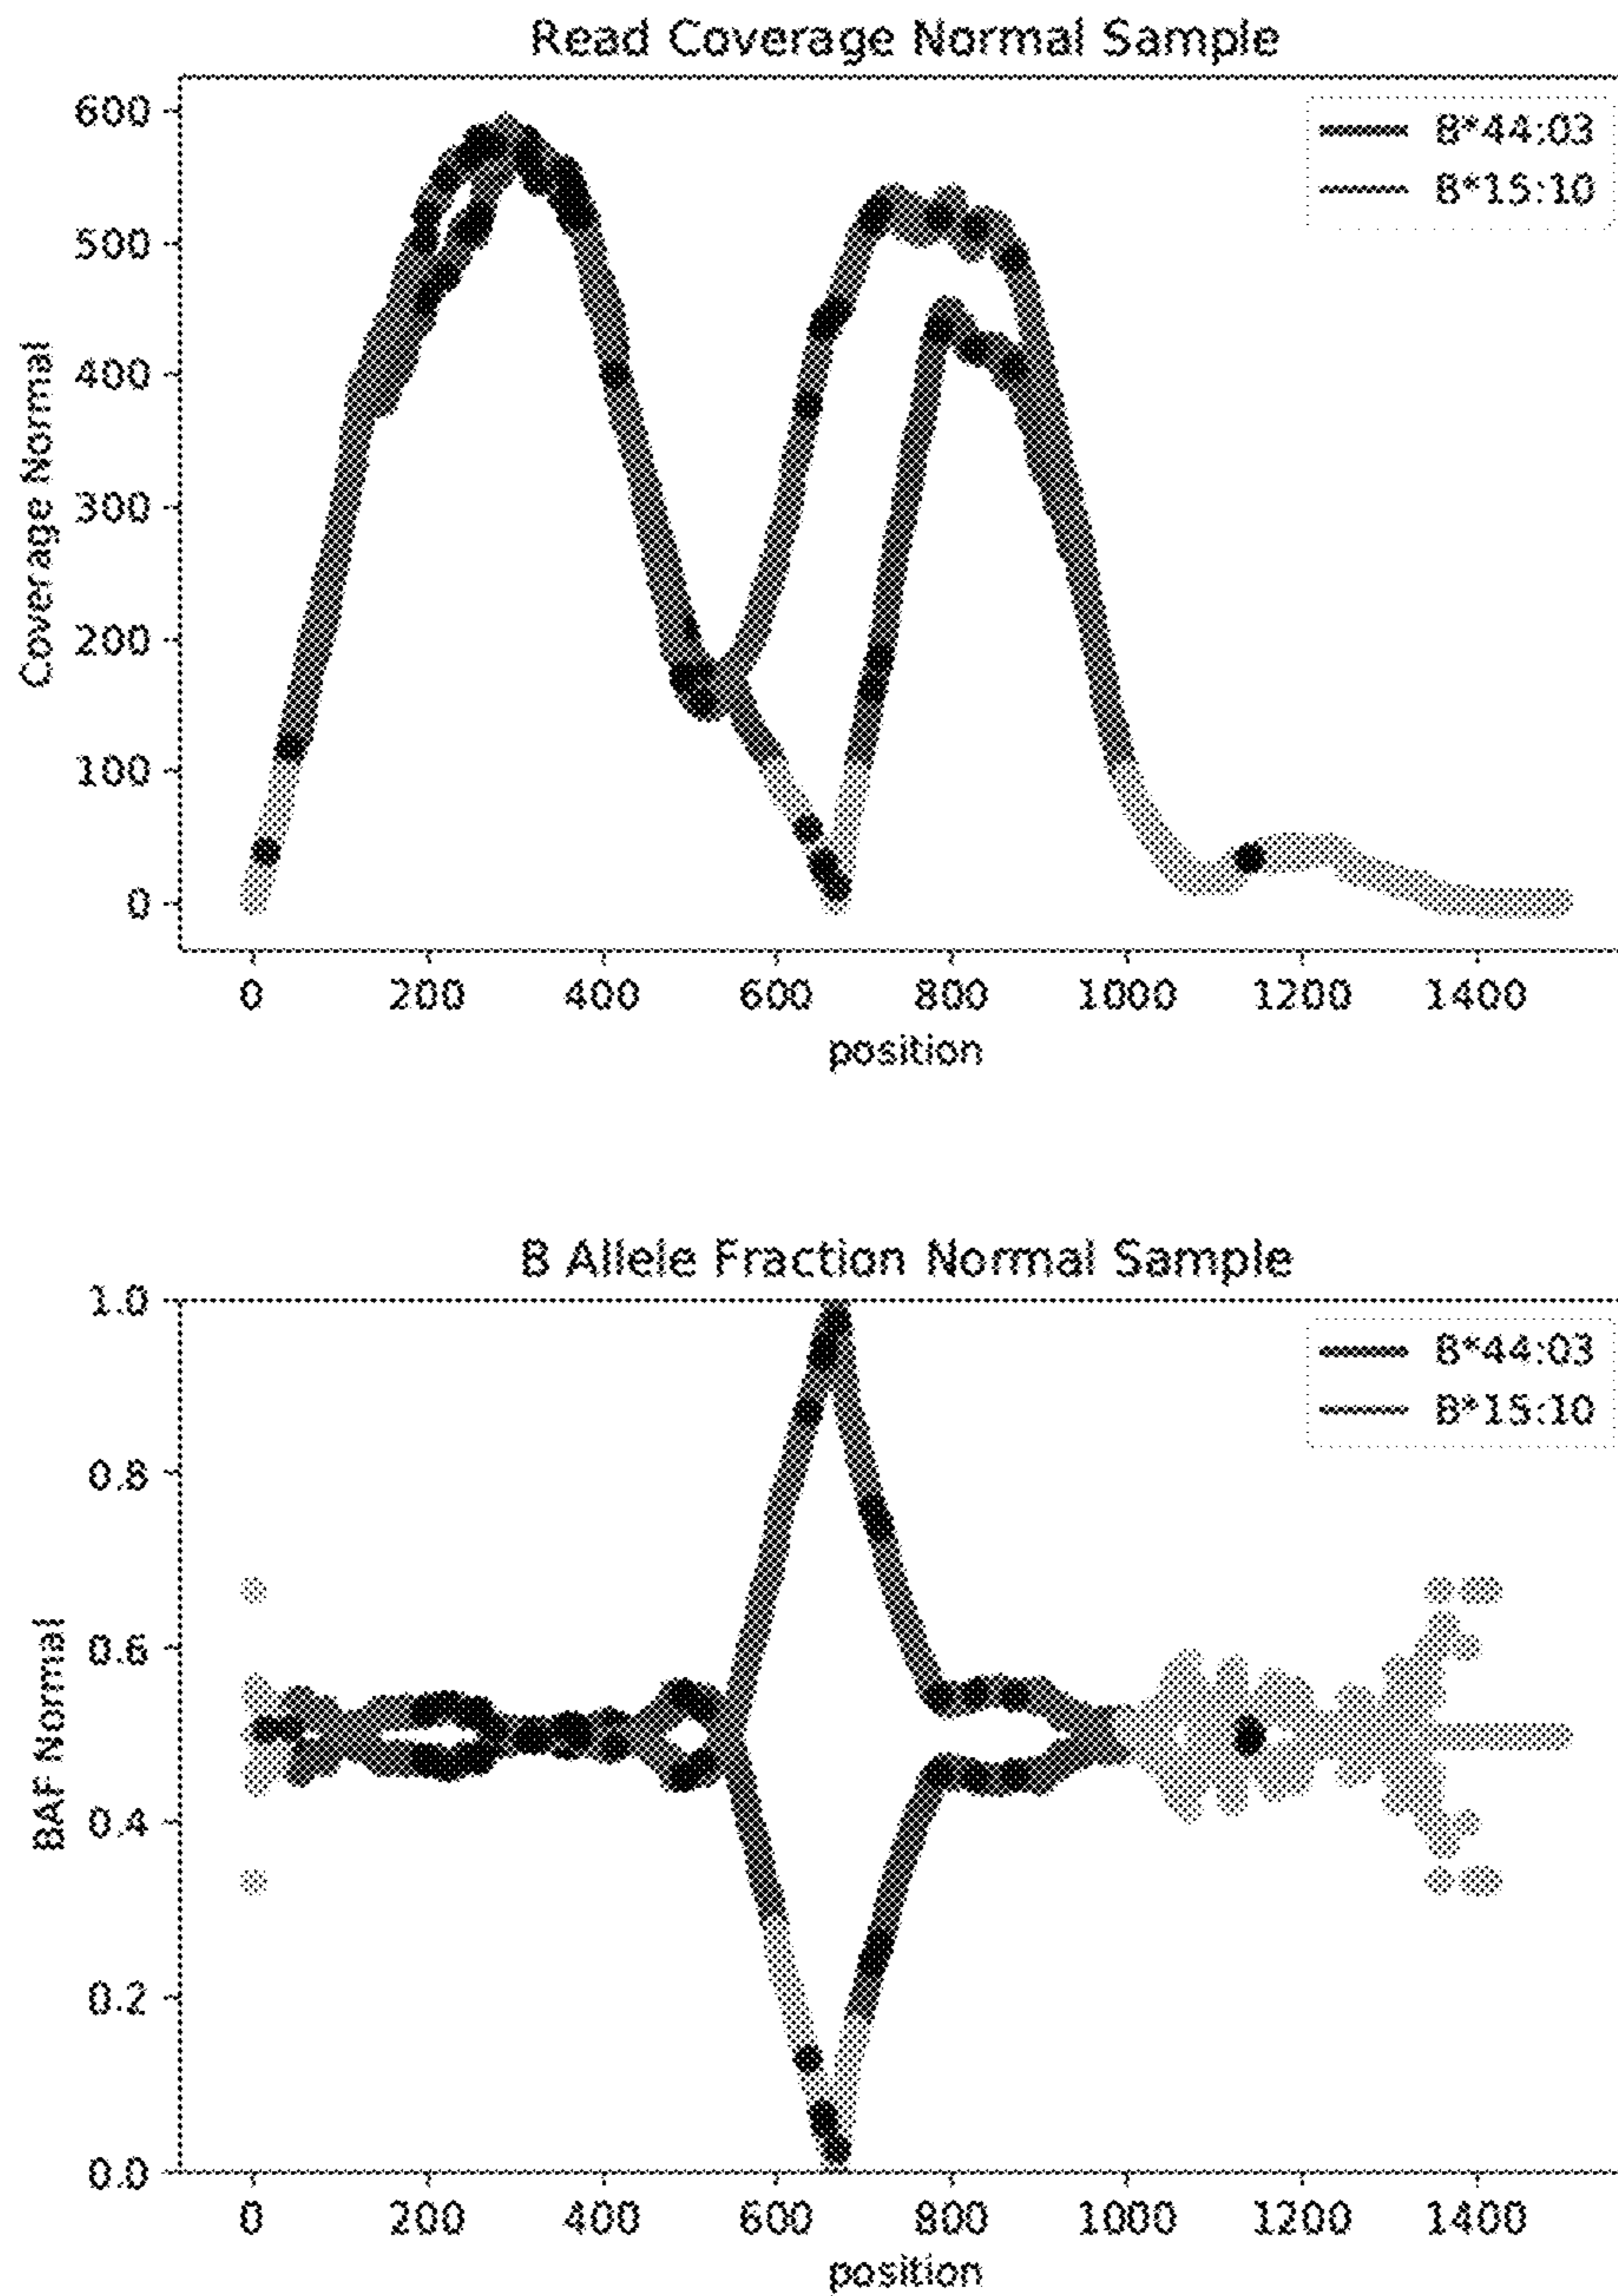 Read Coverage Normal Sample
Coverage Normal
600
500
400
300
200
100
0
B*44:03
B*15:10
0 200 400 600 800 1000 1200 1400
position
B Allele Fraction Normal Sample
BAF Normal
1.0
0.8
0.6
0.4
0.2
0.0
B*44:03
B*15:10
0 200 400 600 800 1000 1200 1400
position